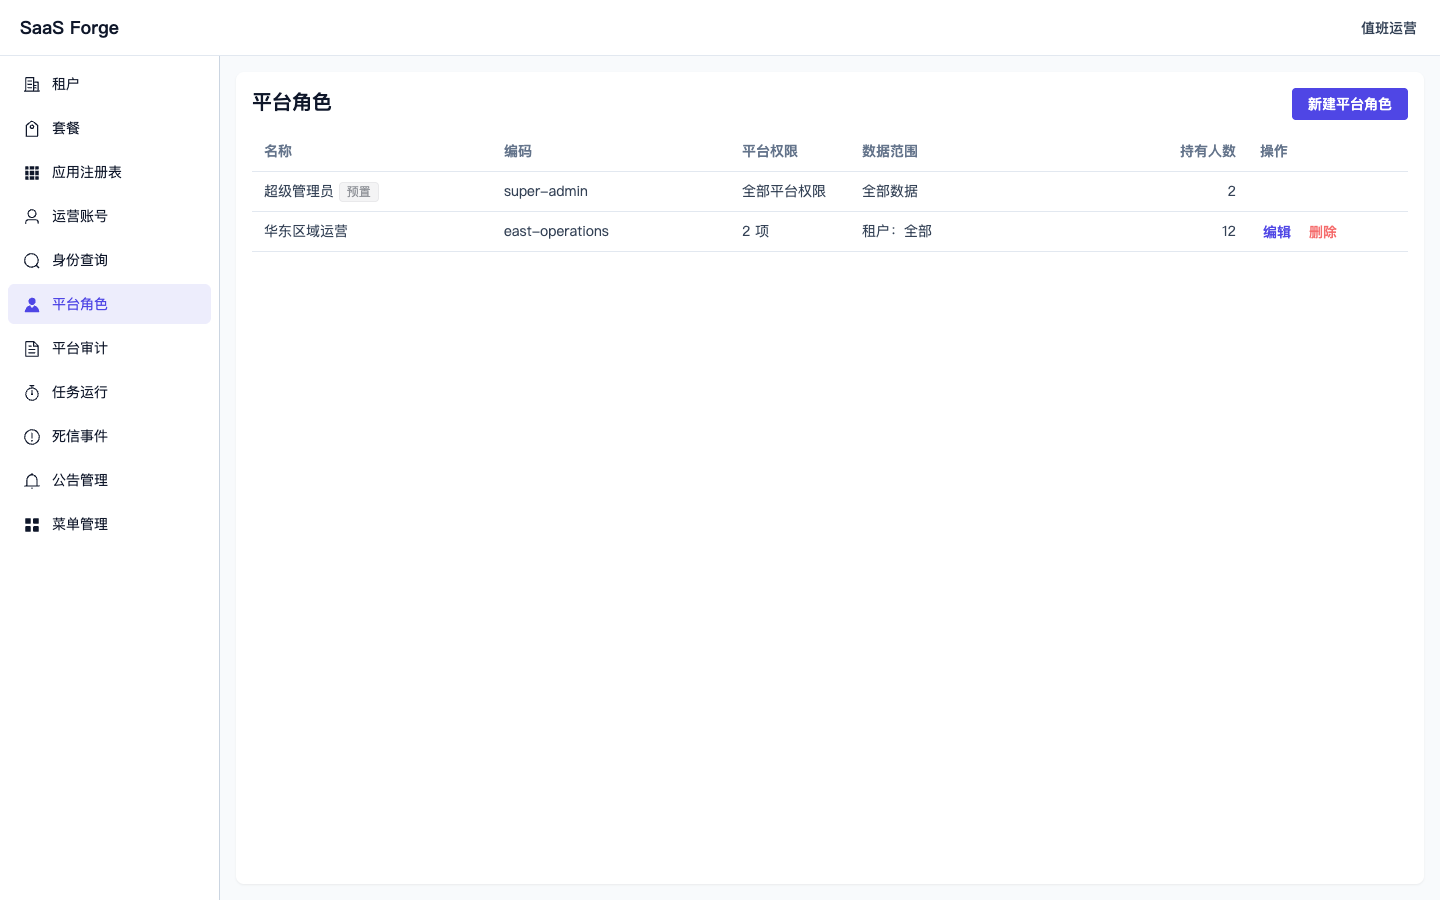 SaaS Forge
值班运营
租户
套餐
应用注册表
运营账号
身份查询
平台角色
平台审计
任务运行
死信事件
公告管理
菜单管理
平台角色
新建平台角色
名称 编码 平台权限 数据范围 持有人数 操作
超级管理员 预置 super-admin 全部平台权限 全部数据 2
华东区域运营 east-operations 2 项 租户：全部 12 编辑 删除